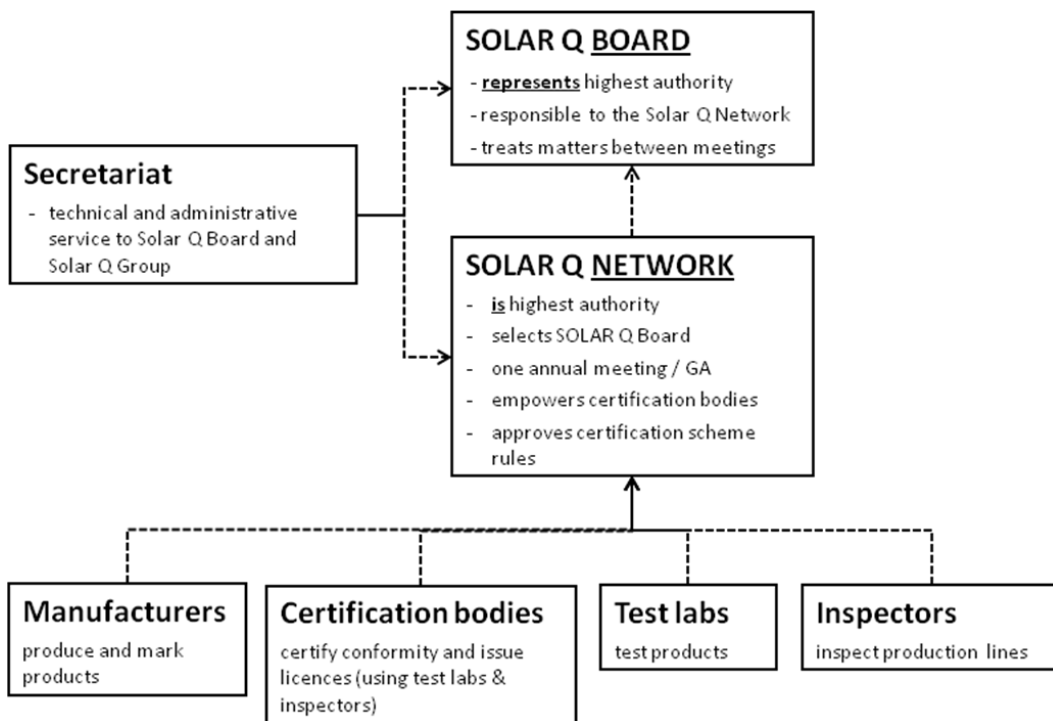 SOLAR Q BOARD
- represents highest authority
- responsible to the Solar Q Network
- treats matters between meetings
Secretariat
- technical and administrative
service to Solar Q Board and
Solar Q Group
SOLAR Q NETWORK
- is highest authority
- selects SOLAR Q Board
- one annual meeting / GA
- empowers certification bodies
- approves certification scheme
rules
Manufacturers
produce and mark
products
Certification bodies
certify conformity and issue
licences (using test labs &
inspectors)
Test labs
test products
Inspectors
inspect production lines